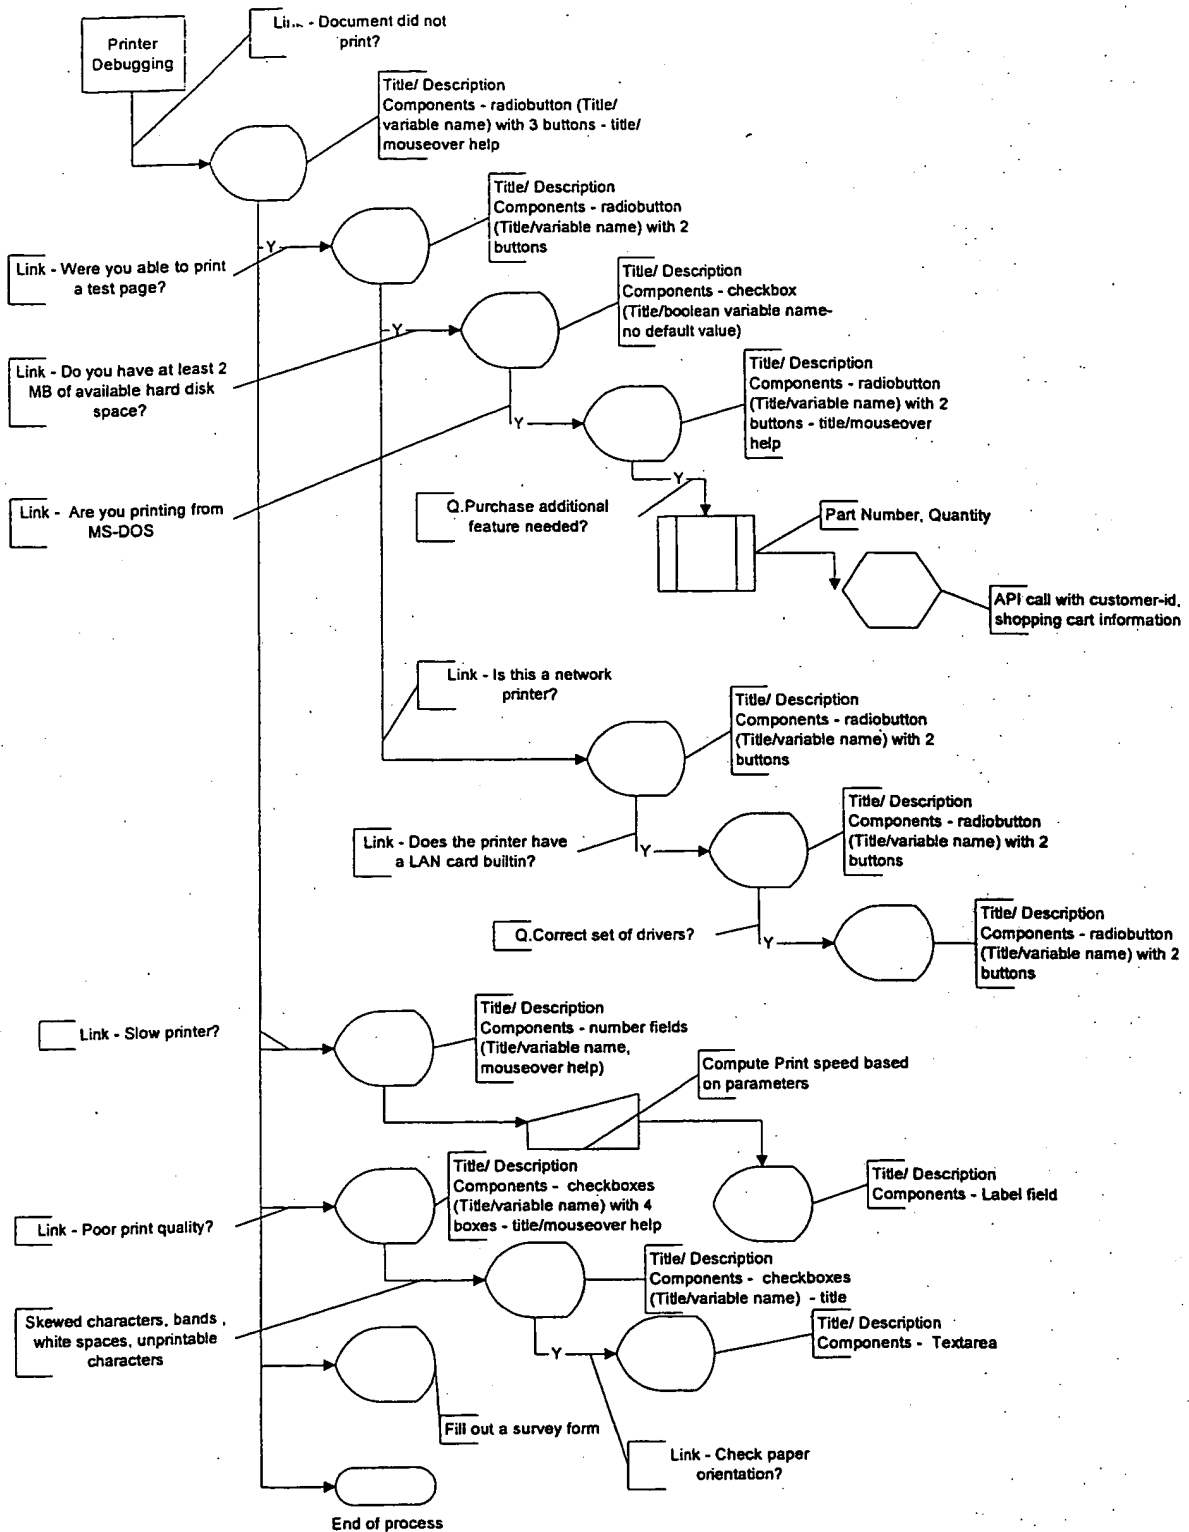 Printer
Debugging
- Document did not
print?
Title/ Description
Components - radiobutton (Title/
variable name) with 3 buttons - title/
mouseover help
Title/ Description
Components - radiobutton
(Title/variable name) with 2
buttons
Y
Link - Were you able to print
a test page?
Title/ Description
Components - checkbox
(Title/boolean variable name-
no default value)
Y
Link - Do you have at least 2
MB of available hard disk
space?
Title/ Description
Components - radiobutton
(Title/variable name) with 2
buttons - title/mouseover
help
Y
Link - Are you printing from
MS-DOS
Y
Q.Purchase additional
feature needed?
Part Number, Quantity
API call with customer-id,
shopping cart information
Link - Is this a network
printer?
Title/ Description
Components - radiobutton
(Title/variable name) with 2
buttons
Link - Does the printer have
a LAN card builtin?
Y
Title/ Description
Components - radiobutton
(Title/variable name) with 2
buttons
Q.Correct set of drivers?
Y
Title/ Description
Components - radiobutton
(Title/variable name) with 2
buttons
Link - Slow printer?
Title/ Description
Components - number fields
(Title/variable name,
mouseover help)
Compute Print speed based
on parameters
Title/ Description
Components - Label field
Link - Poor print quality?
Title/ Description
Components - checkboxes
(Title/variable name) with 4
boxes - title/mouseover help
Skewed characters, bands ,
white spaces, unprintable
characters
Title/ Description
Components - checkboxes
(Title/variable name) - title
Y
Title/ Description
Components - Textarea
Fill out a survey form
Link - Check paper
orientation?
End of process